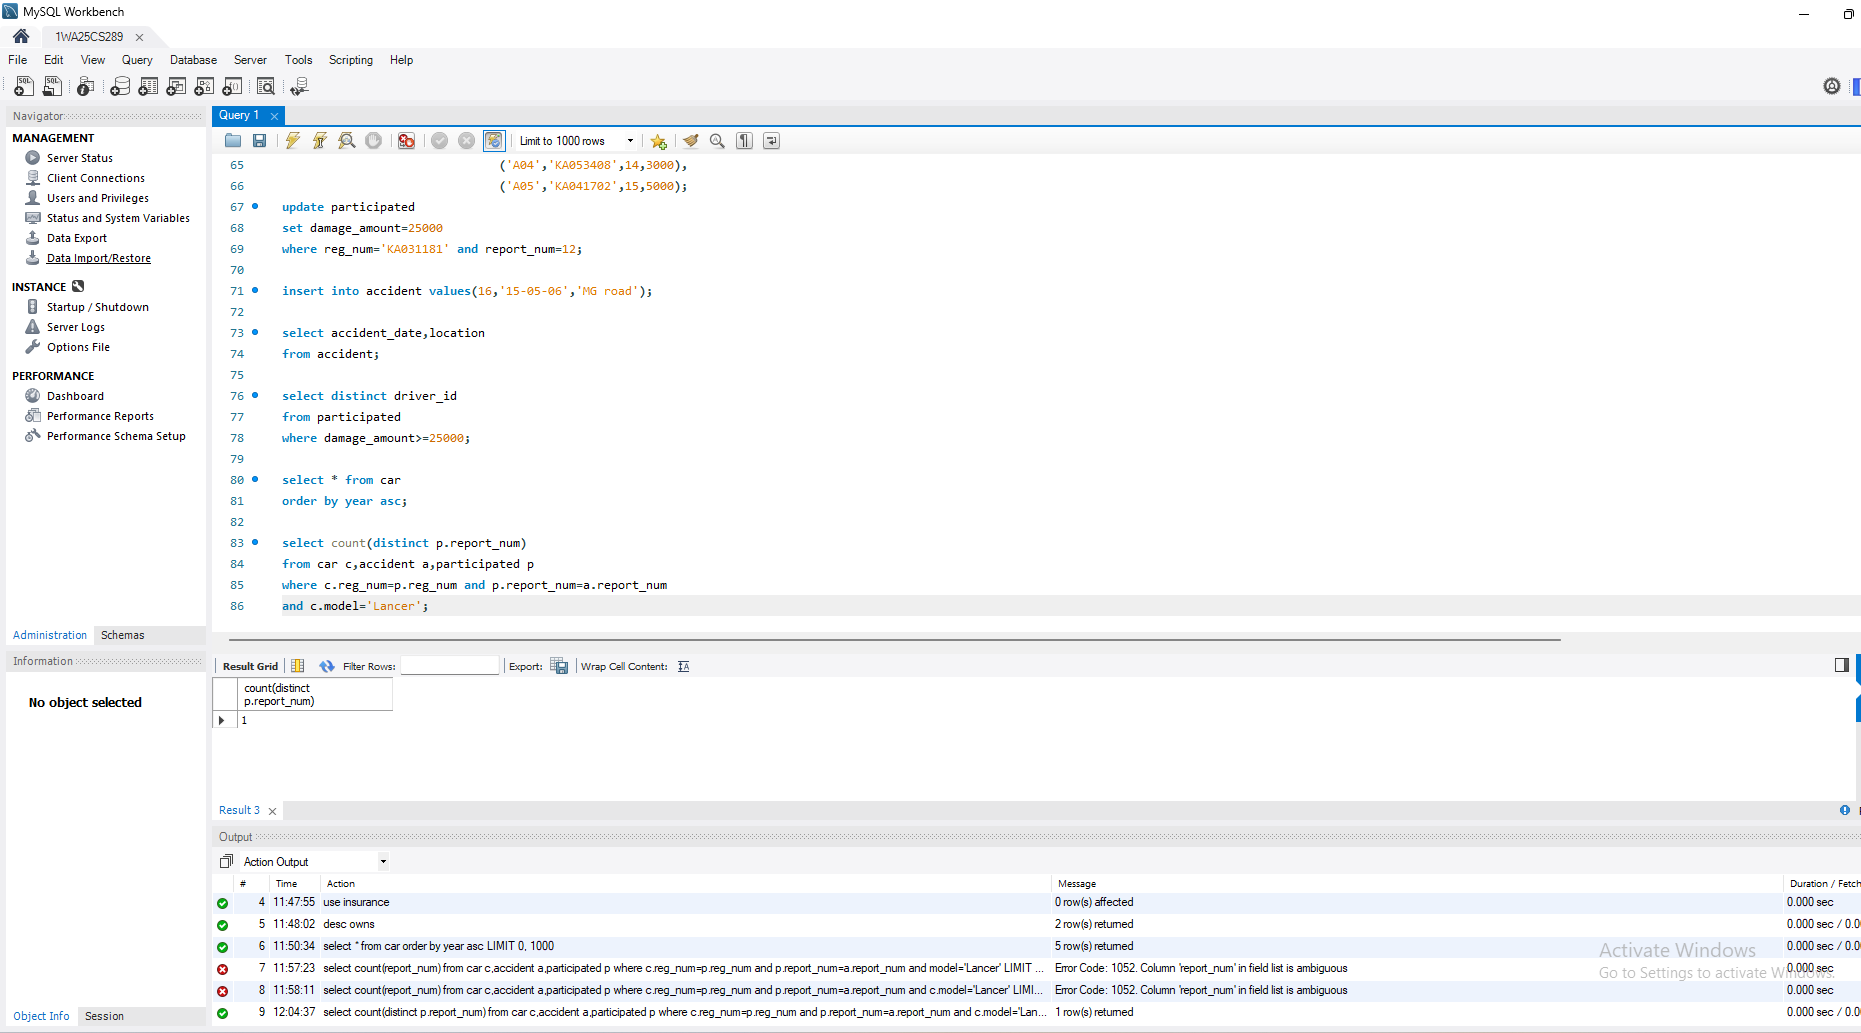 MySQL Workbench
1WA25CS289
File Edit View Query Database Server Tools Scripting Help
Navigator
MANAGEMENT
Server Status
Client Connections
Users and Privileges
Status and System Variables
Data Export
Data Import/Restore
INSTANCE
Startup / Shutdown
Server Logs
Options File
PERFORMANCE
Dashboard
Performance Reports
Performance Schema Setup
Administration Schemas
Information
No object selected
Object Info Session
Query 1
Limit to 1000 rows
65 ('A04','KA053408',14,3000),
66 ('A05','KA041702',15,5000);
67 update participated
68 set damage_amount=25000
69 where reg_num='KA031181' and report_num=12;
70
71 insert into accident values(16,'15-05-06','MG road');
72
73 select accident_date,location
74 from accident;
75
76 select distinct driver_id
77 from participated
78 where damage_amount>=25000;
79
80 select * from car
81 order by year asc;
82
83 select count(distinct p.report_num)
84 from car c,accident a,participated p
85 where c.reg_num=p.reg_num and p.report_num=a.report_num
86 and c.model='Lancer';
Result Grid Filter Rows: Export: Wrap Cell Content:
count(distinct
p.report_num)
1
Result 3
Output
Action Output
# Time Action Message Duration / Fetch
4 11:47:55 use insurance 0 row(s) affected 0.000 sec
5 11:48:02 desc owns 2 row(s) returned 0.000 sec / 0.00
6 11:50:34 select * from car order by year asc LIMIT 0, 1000 5 row(s) returned 0.000 sec / 0.00
7 11:57:23 select count(report_num) from car c,accident a,participated p where c.reg_num=p.reg_num and p.report_num=a.report_num and model='Lancer' LIMIT ... Error Code: 1052. Column 'report_num' in field list is ambiguous 0.000 sec
8 11:58:11 select count(report_num) from car c,accident a,participated p where c.reg_num=p.reg_num and p.report_num=a.report_num and c.model='Lancer' LIMI... Error Code: 1052. Column 'report_num' in field list is ambiguous 0.000 sec
9 12:04:37 select count(distinct p.report_num) from car c,accident a,participated p where c.reg_num=p.reg_num and p.report_num=a.report_num and c.model='Lan... 1 row(s) returned 0.000 sec / 0.00
Activate Windows
Go to Settings to activate Windows.